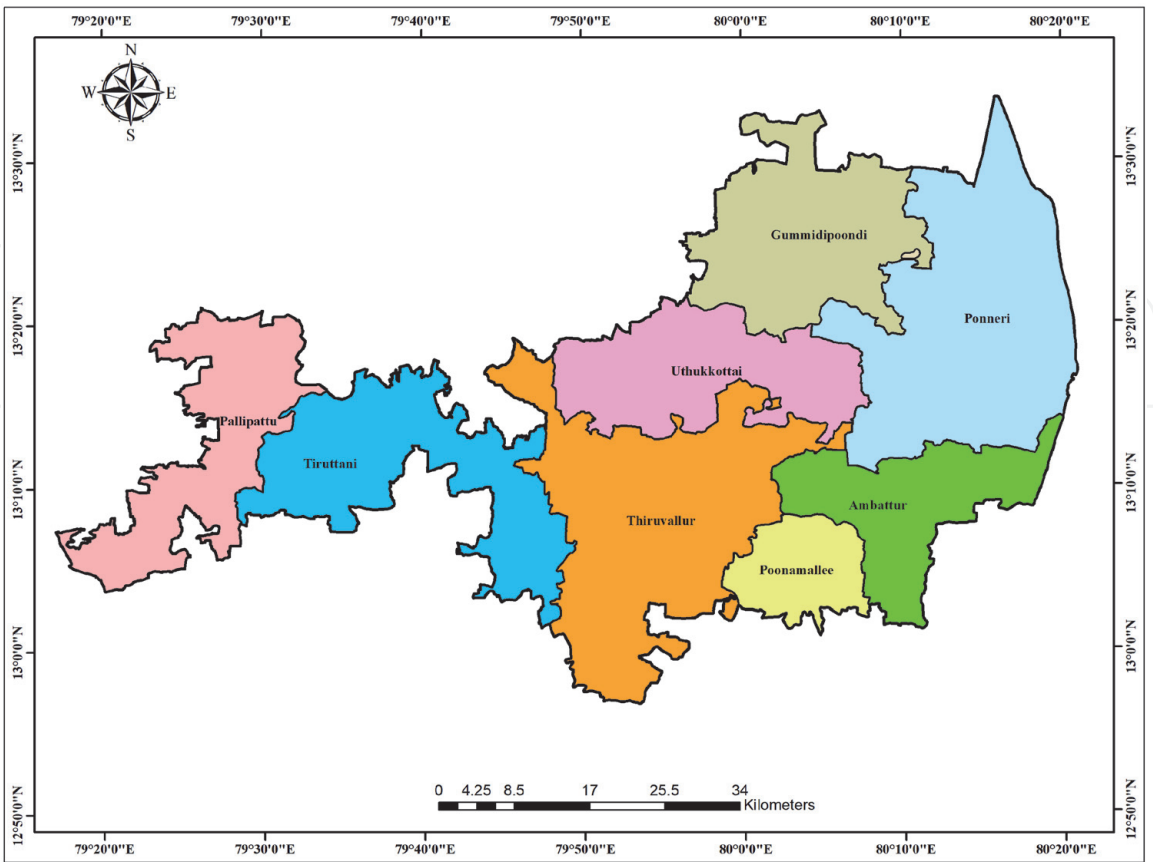 79°20'0"E 79°30'0"E 79°40'0"E 79°50'0"E 80°0'0"E 80°10'0"E 80°20'0"E
N
W E
S
13°30'0"N 13°30'0"N
Gummidipoondi
13°20'0"N Ponneri 13°20'0"N
Uthukkottai
Pallipattu
Tiruttani
13°10'0"N Ambattur 13°10'0"N
Thiruvallur
Poonamallee
13°0'0"N 13°0'0"N
0 4.25 8.5 17 25.5 34
Kilometers
12°50'0"N 12°50'0"N
79°20'0"E 79°30'0"E 79°40'0"E 79°50'0"E 80°0'0"E 80°10'0"E 80°20'0"E